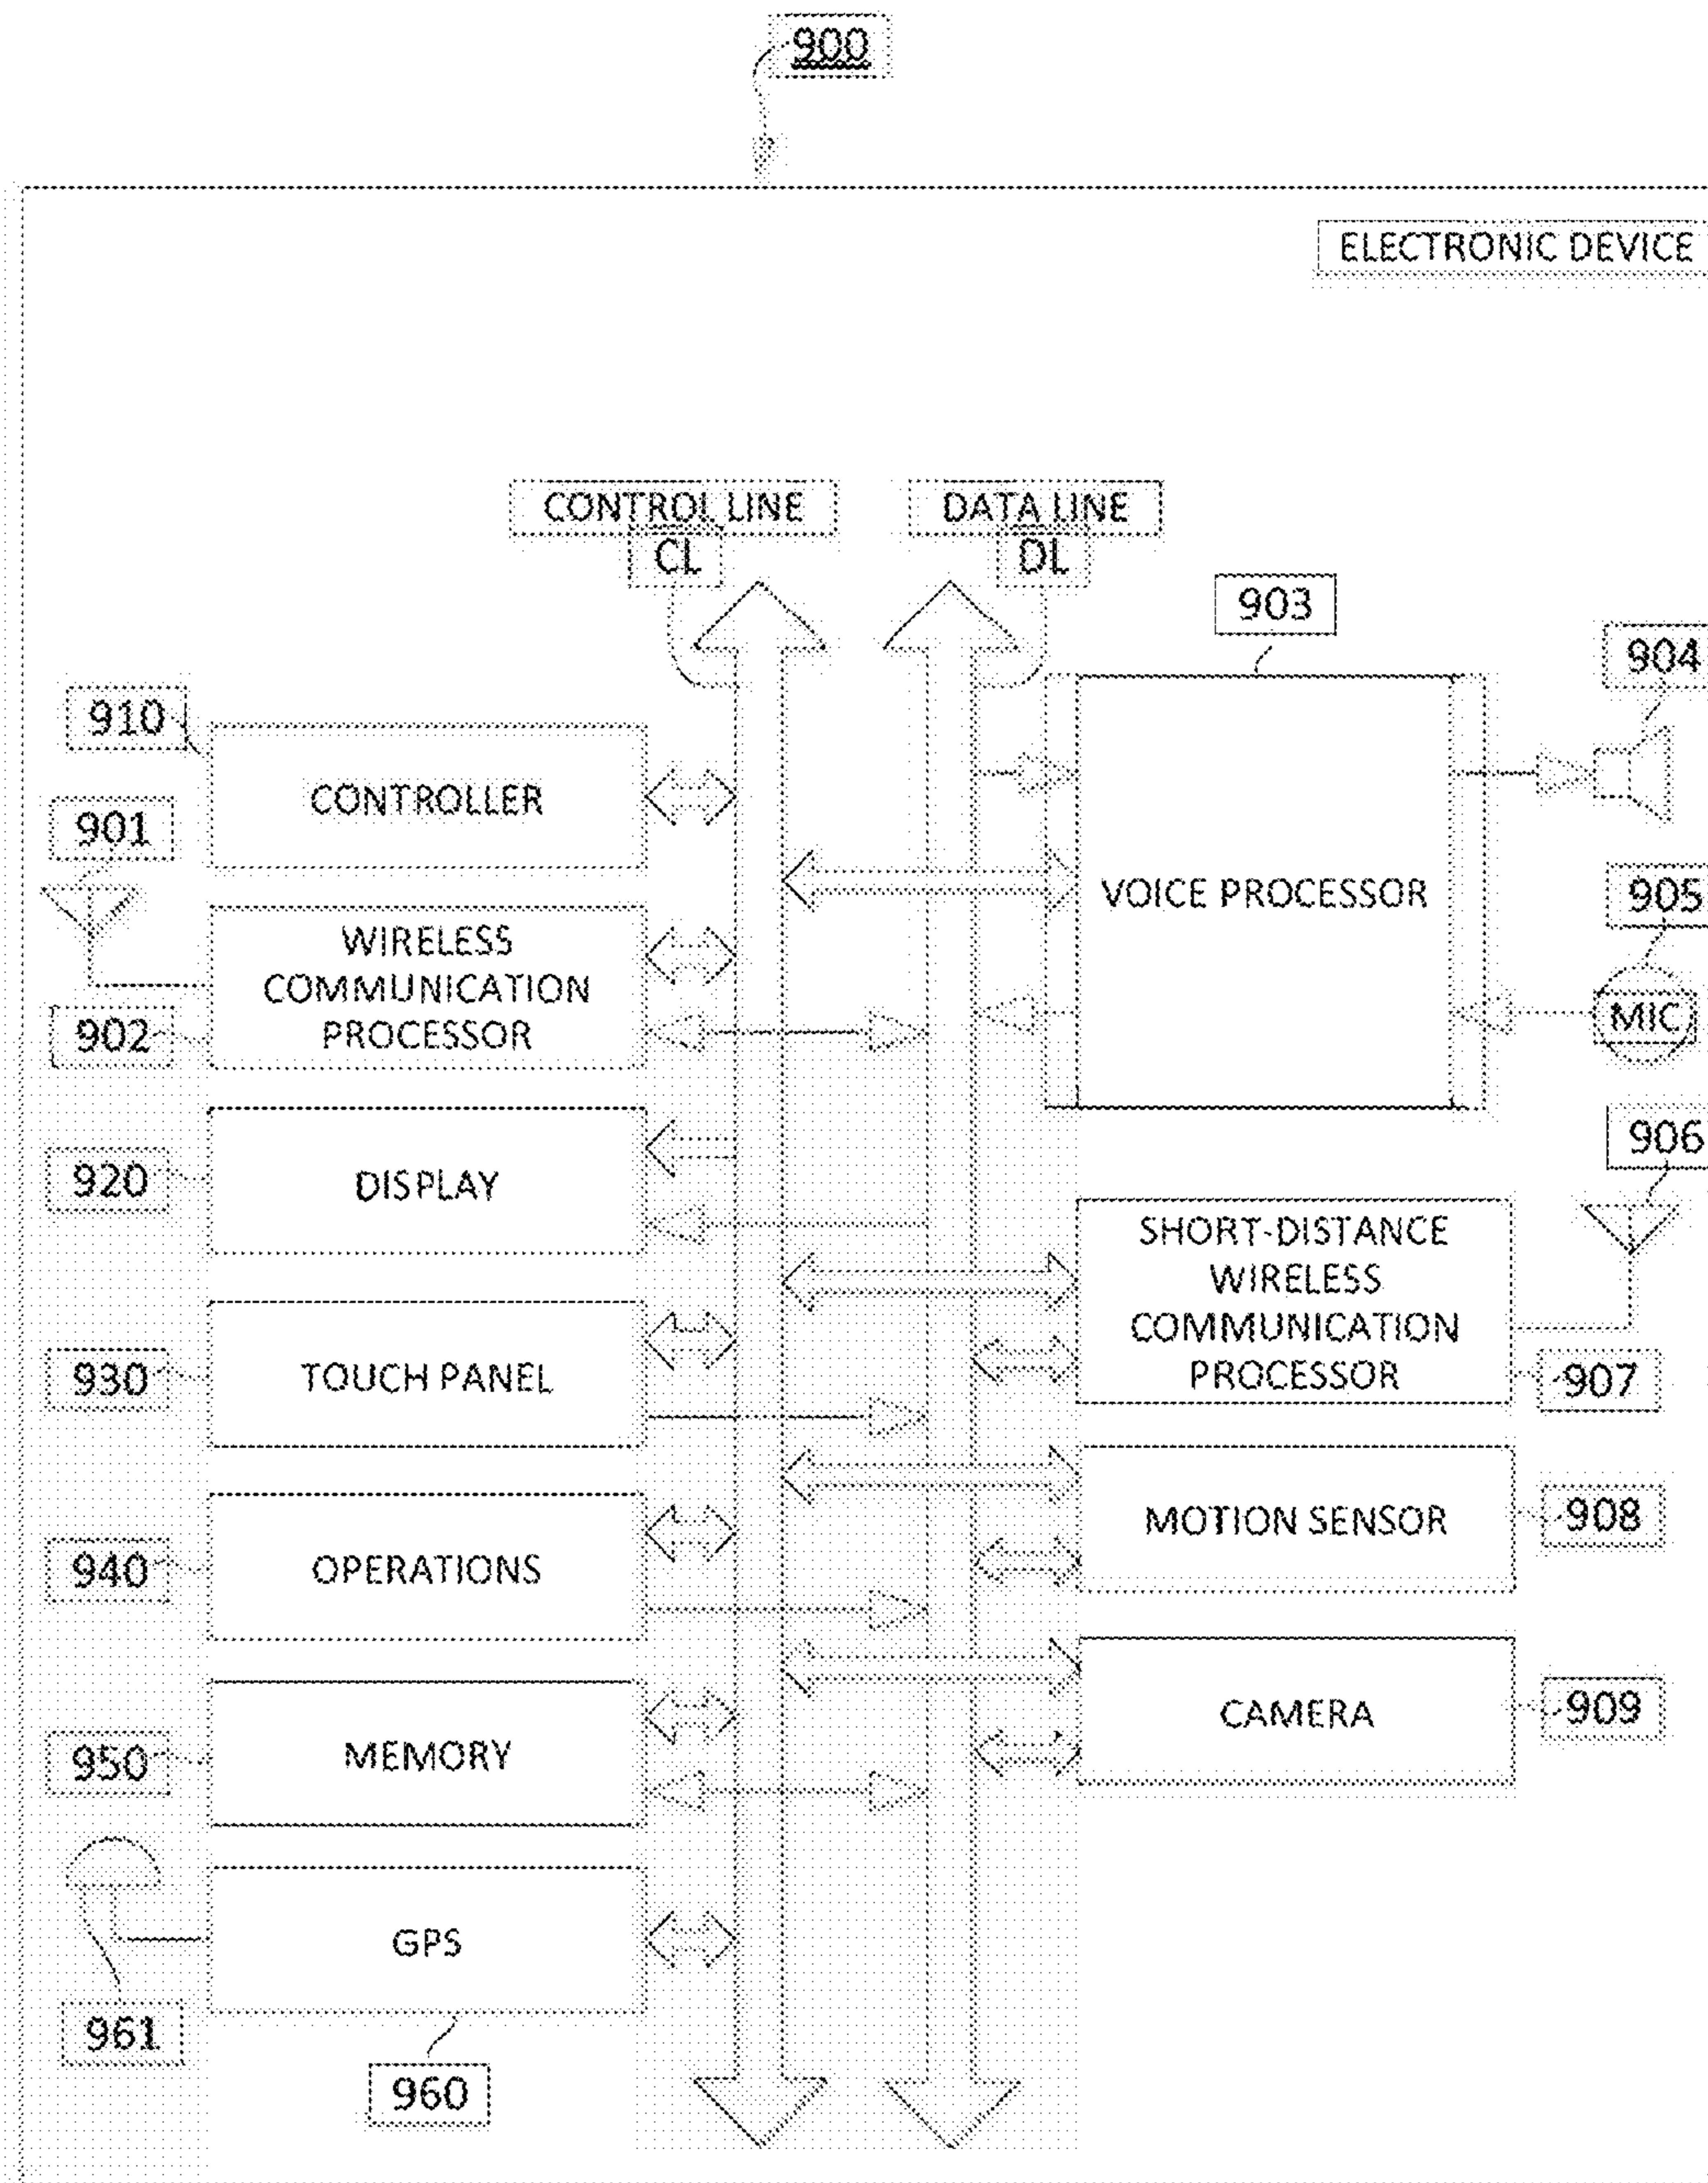 900
ELECTRONIC DEVICE
CONTROL LINE
CL
DATA LINE
DL
903
904
910
CONTROLLER
901
VOICE PROCESSOR
905
WIRELESS
COMMUNICATION
PROCESSOR
902
MIC
906
920
DISPLAY
SHORT-DISTANCE
WIRELESS
COMMUNICATION
PROCESSOR
907
930
TOUCH PANEL
MOTION SENSOR
908
940
OPERATIONS
CAMERA
909
950
MEMORY
GPS
961
960